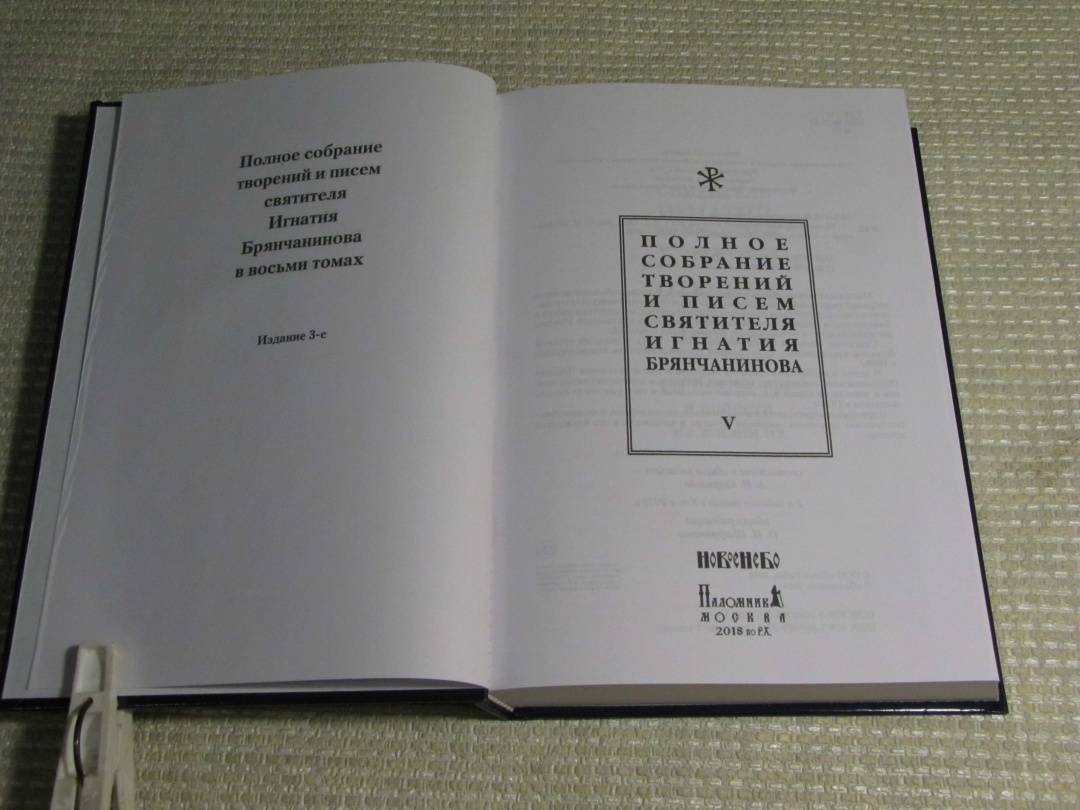 Полное собрание
творений и писем
святителя
Игнатия
Брянчанинова
в восьми томах
Издание 3-е
ПОЛНОЕ
СОБРАНИЕ
ТВОРЕНИЙ
И ПИСЕМ
СВЯТИТЕЛЯ
ИГНАТИЯ
БРЯНЧАНИНОВА
V
НОВОЕ НЕБО
ПАЛОМНИК
МОСКВА
2018 по Р.Х.